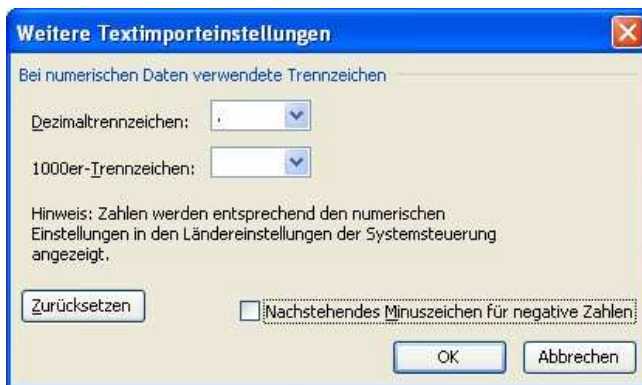 Weitere Textimporteinstellungen
Bei numerischen Daten verwendete Trennzeichen
Dezimaltrennzeichen: .
1000er-Trennzeichen:
Hinweis: Zahlen werden entsprechend den numerischen
Einstellungen in den Ländereinstellungen der Systemsteuerung
angezeigt.
Zurücksetzen
Nachstehendes Minuszeichen für negative Zahlen
OK
Abbrechen